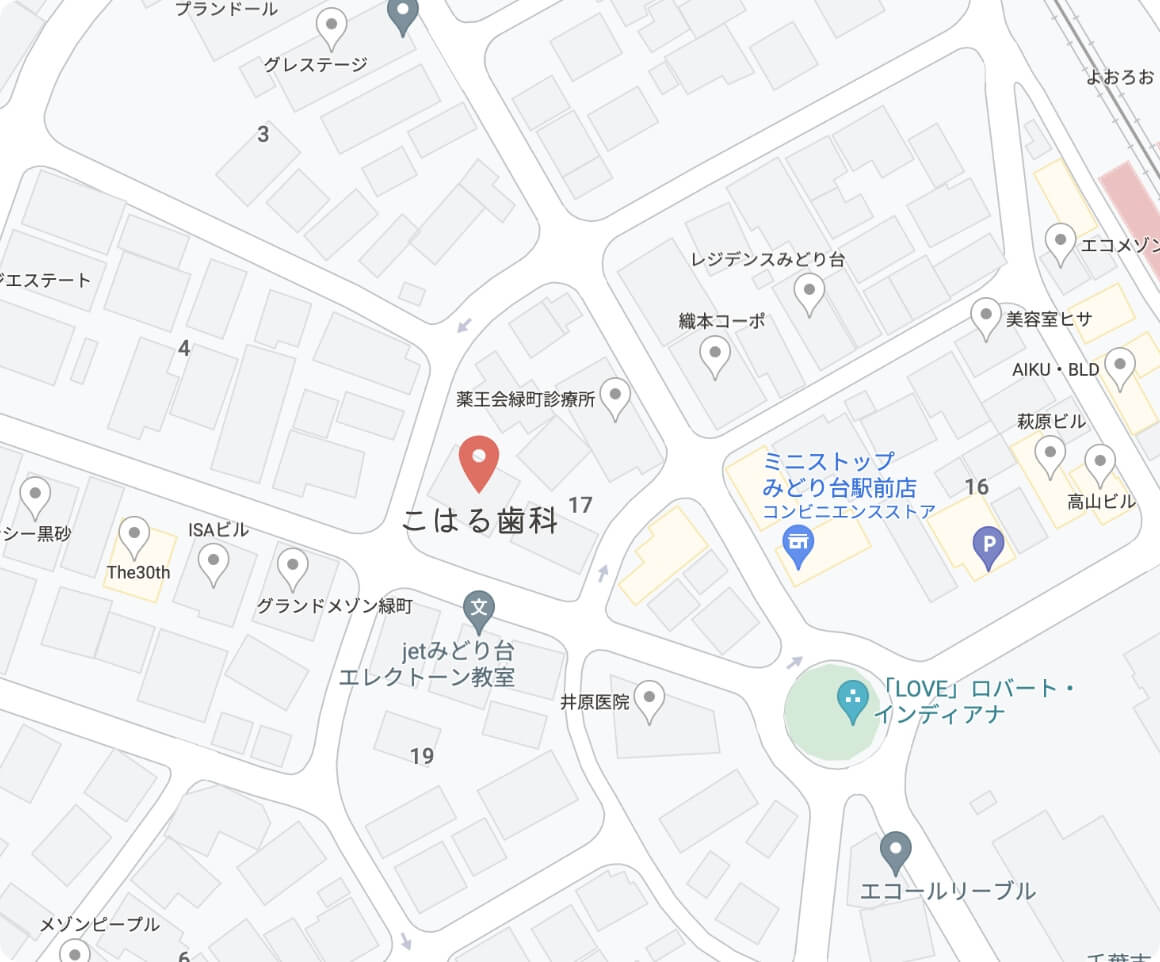 プランドール
グレステージ
よおろお
3
エコメゾン
レジデンスみどり台
ジエステート
織本コーポ
美容室ヒサ
4
AIKU・BLD
薬王会緑町診療所
萩原ビル
ミニストップ
みどり台駅前店
コンビニエンスストア
16
P
高山ビル
17
こはる歯科
シー黒砂
ISAビル
The30th
グランドメゾン緑町
文
jetみどり台
エレクトーン教室
井原医院
「LOVE」ロバート・
インディアナ
19
エコールリーブル
メゾンピープル
6
千葉市